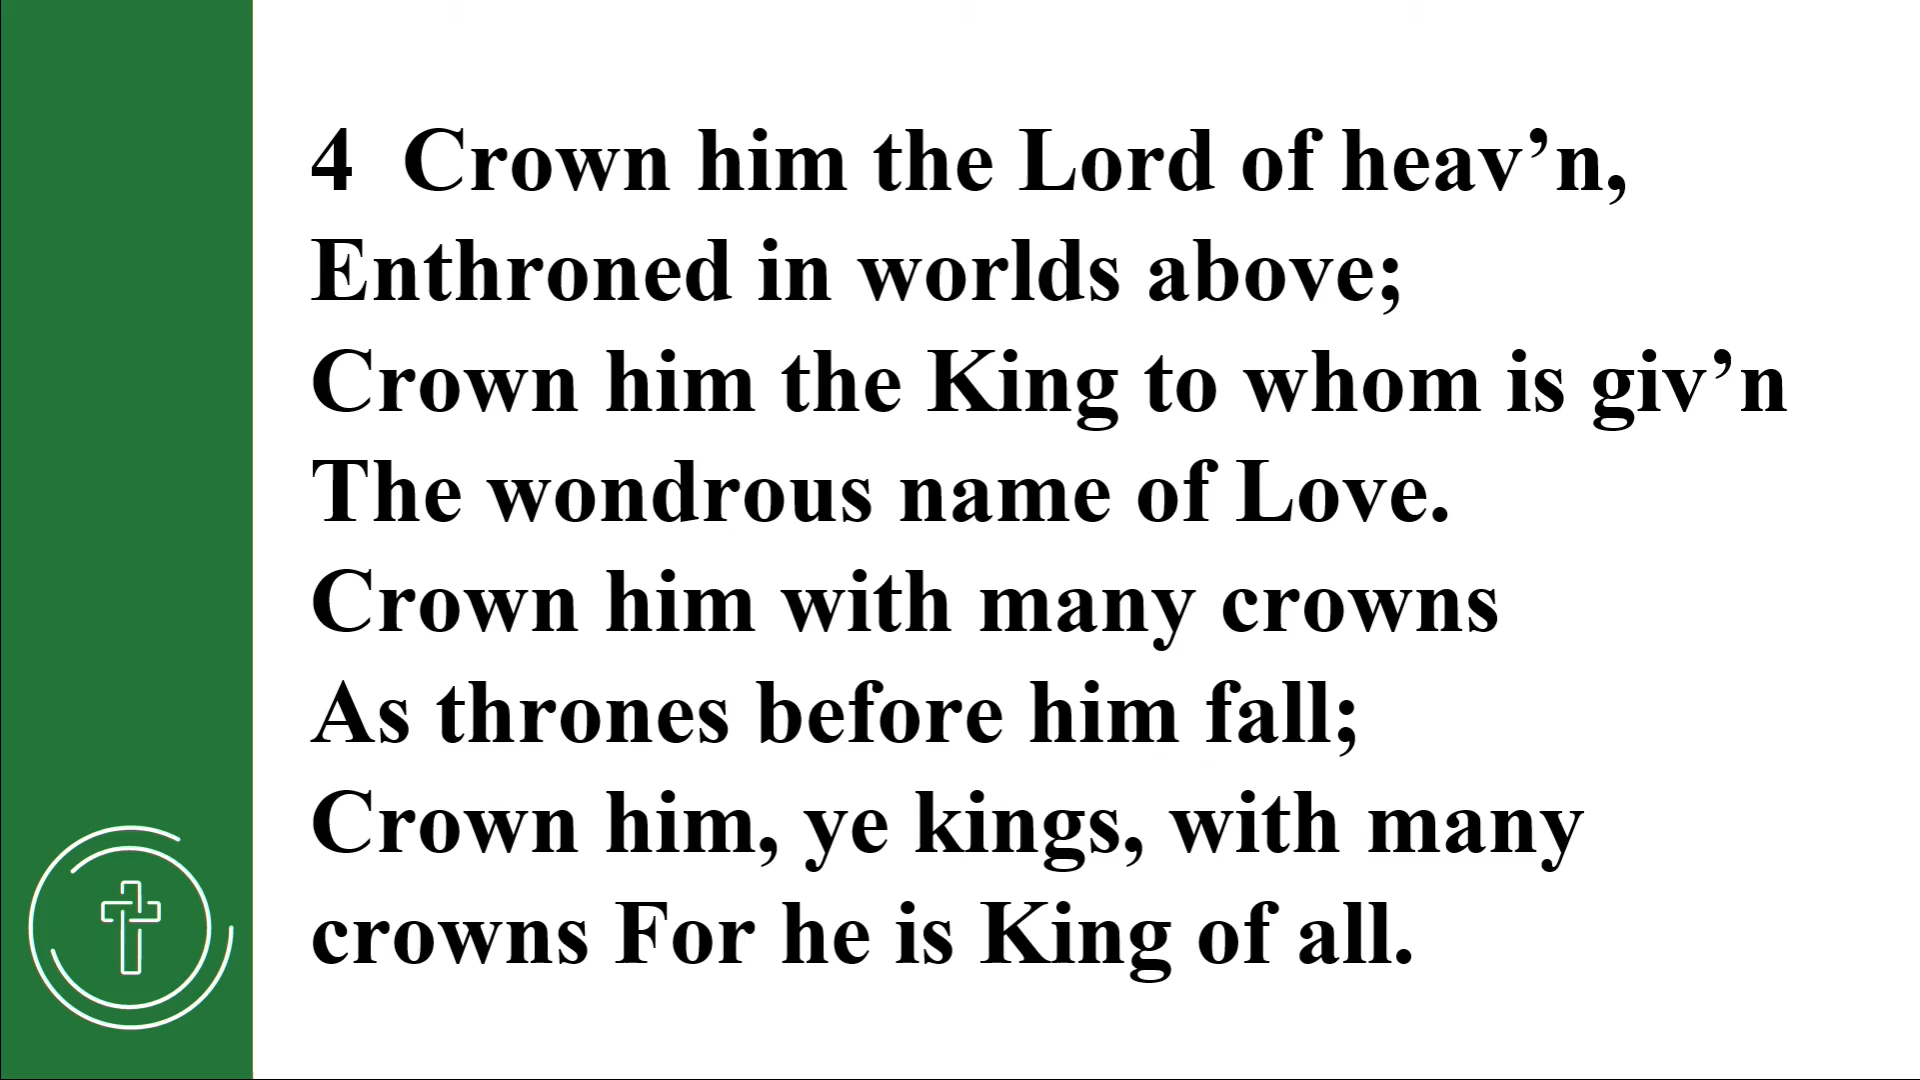 4  Crown him the Lord of heav’n,
Enthroned in worlds above;
Crown him the King to whom is giv’n
The wondrous name of Love.
Crown him with many crowns
As thrones before him fall;
Crown him, ye kings, with many
crowns For he is King of all.